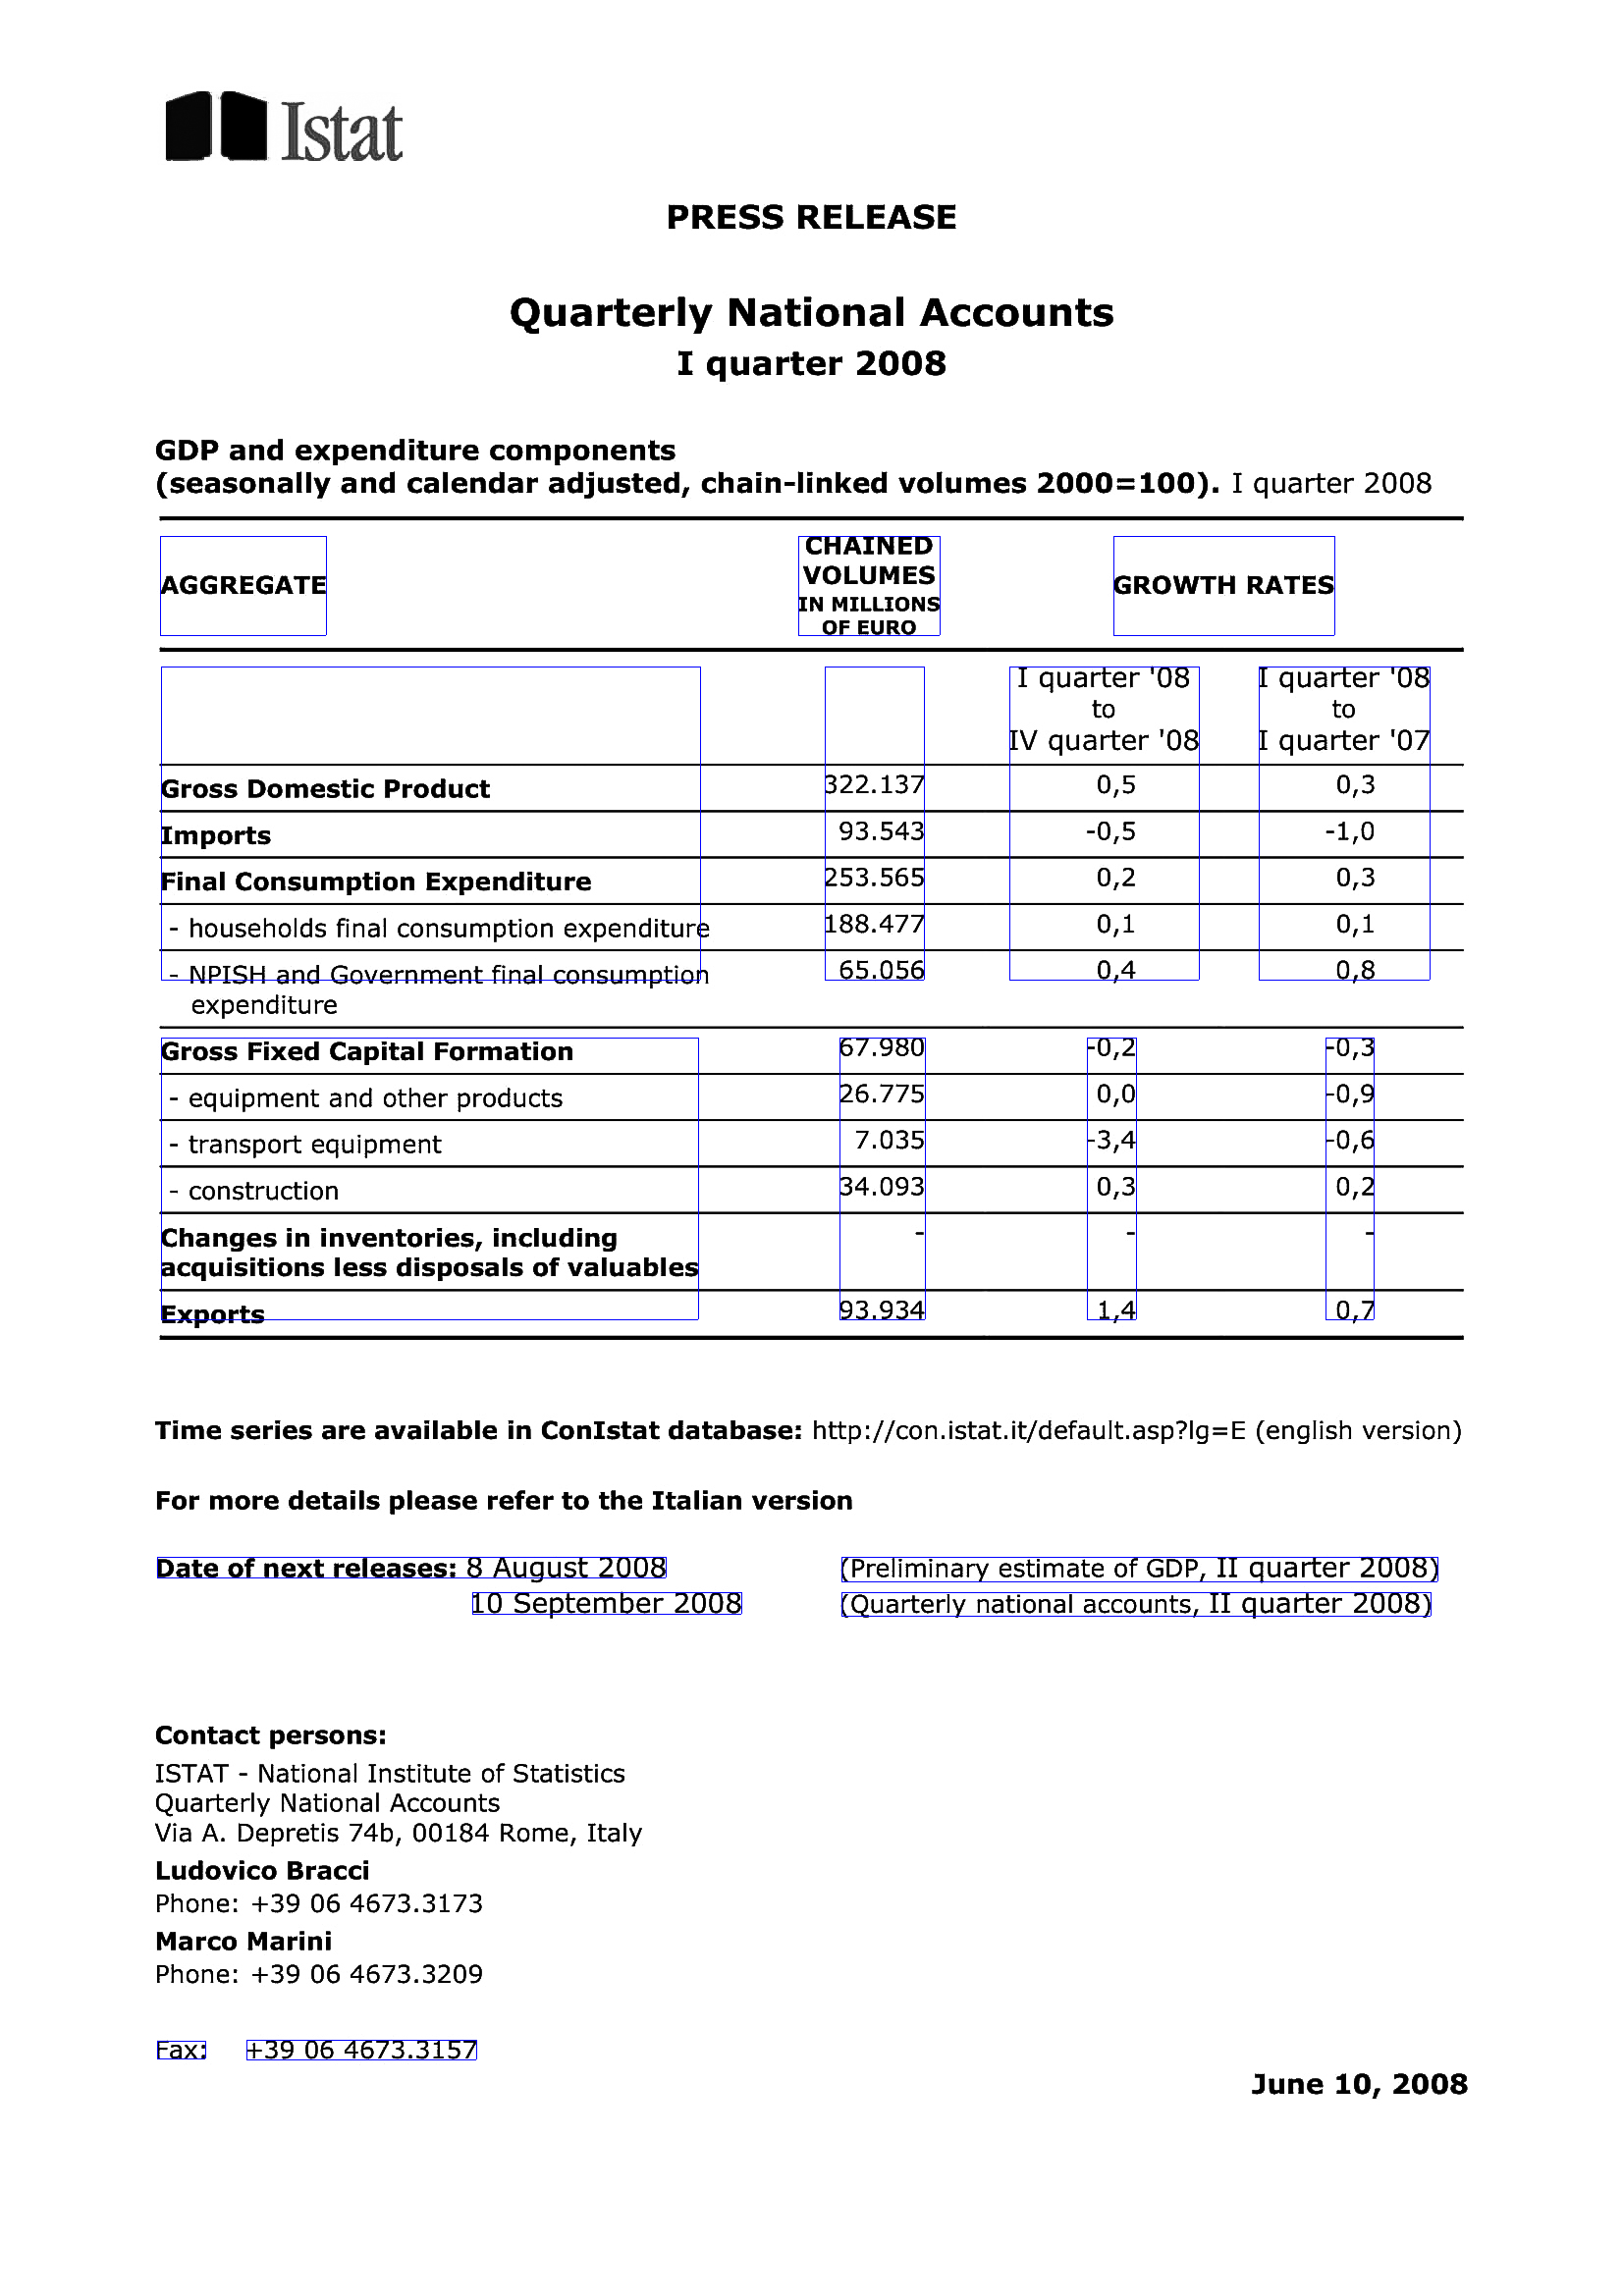 Istat
PRESS RELEASE
Quarterly National Accounts
I quarter 2008
GDP and expenditure components
(seasonally and calendar adjusted, chain-linked volumes 2000=100). I quarter 2008
AGGREGATE
CHAINED
VOLUMES
IN MILLIONS
OF EURO
GROWTH RATES
I quarter '08
to
IV quarter '08
I quarter '08
to
I quarter '07
Gross Domestic Product 322.137 0,5 0,3
Imports 93.543 -0,5 -1,0
Final Consumption Expenditure 253.565 0,2 0,3
- households final consumption expenditure 188.477 0,1 0,1
- NPISH and Government final consumption 65.056 0,4 0,8
expenditure
Gross Fixed Capital Formation 67.980 -0,2 -0,3
- equipment and other products 26.775 0,0 -0,9
- transport equipment 7.035 -3,4 -0,6
- construction 34.093 0,3 0,2
Changes in inventories, including - - -
acquisitions less disposals of valuables
Exports 93.934 1,4 0,7
Time series are available in ConIstat database: http://con.istat.it/default.asp?lg=E (english version)
For more details please refer to the Italian version
Date of next releases: 8 August 2008 (Preliminary estimate of GDP, II quarter 2008)
10 September 2008 (Quarterly national accounts, II quarter 2008)
Contact persons:
ISTAT - National Institute of Statistics
Quarterly National Accounts
Via A. Depretis 74b, 00184 Rome, Italy
Ludovico Bracci
Phone: +39 06 4673.3173
Marco Marini
Phone: +39 06 4673.3209
Fax: +39 06 4673.3157
June 10, 2008